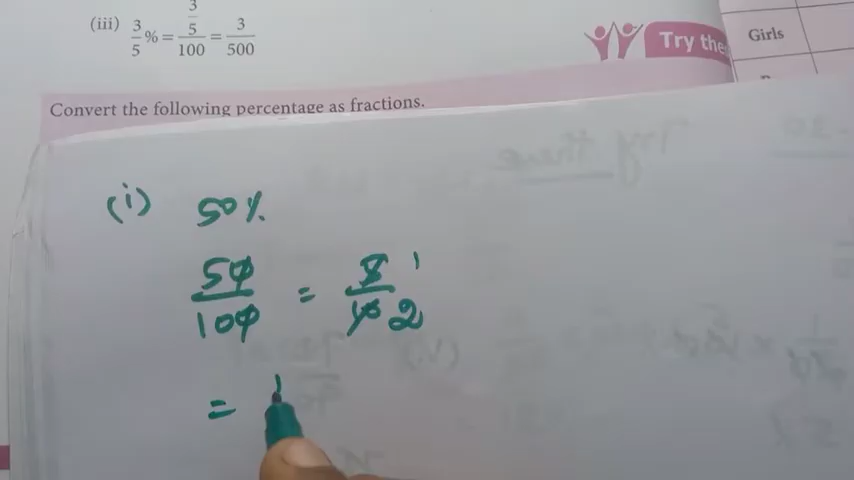 (iii) 3/5 % = (3/5)/100 = 3/500
Try the
Girls
Convert the following percentage as fractions.
(i) 50%
50/100 = 5/10 1 2
= 1